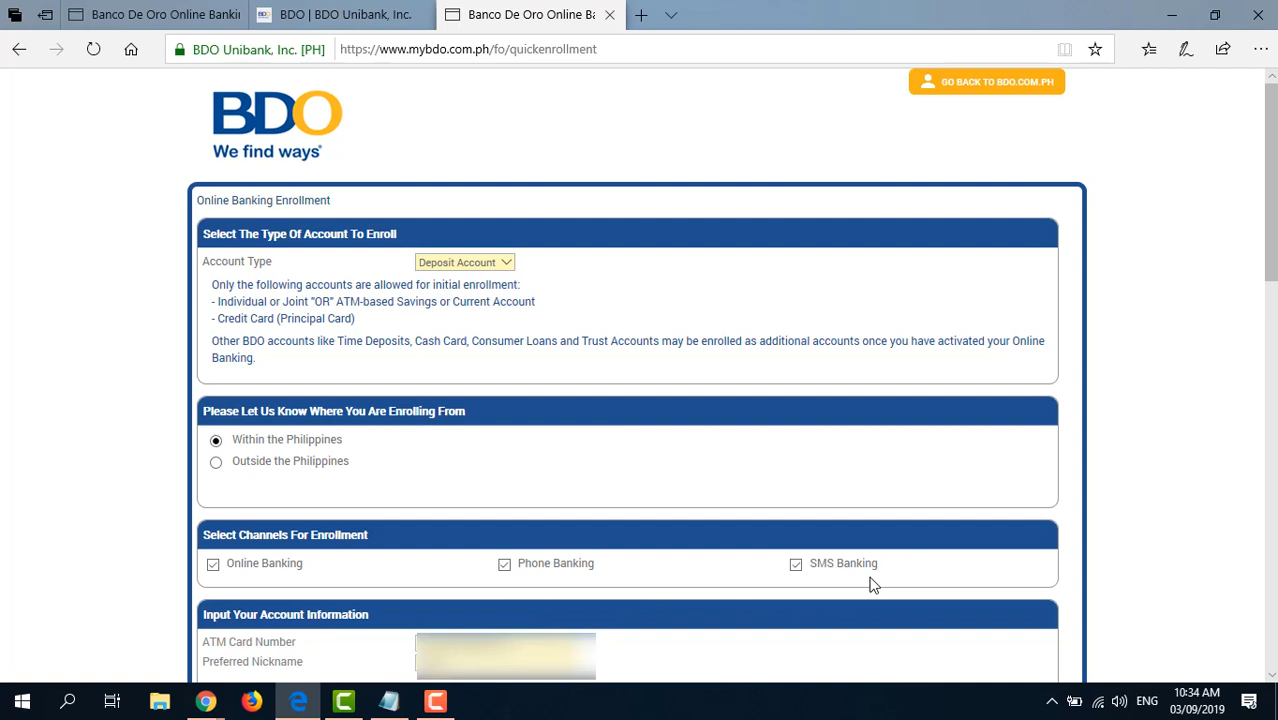 Banco De Oro Online Banki
BDO | BDO Unibank, Inc.
Banco De Oro Online Ba
BDO Unibank, Inc. [PH]
https://www.mybdo.com.ph/fo/quickenrollment
GO BACK TO BDO.COM.PH
BDO
We find ways®
Online Banking Enrollment
Select The Type Of Account To Enroll
Account Type
Deposit Account
Only the following accounts are allowed for initial enrollment:
- Individual or Joint "OR" ATM-based Savings or Current Account
- Credit Card (Principal Card)
Other BDO accounts like Time Deposits, Cash Card, Consumer Loans and Trust Accounts may be enrolled as additional accounts once you have activated your Online
Banking.
Please Let Us Know Where You Are Enrolling From
Within the Philippines
Outside the Philippines
Select Channels For Enrollment
Online Banking
Phone Banking
SMS Banking
Input Your Account Information
ATM Card Number
Preferred Nickname
ENG
10:34 AM
03/09/2019